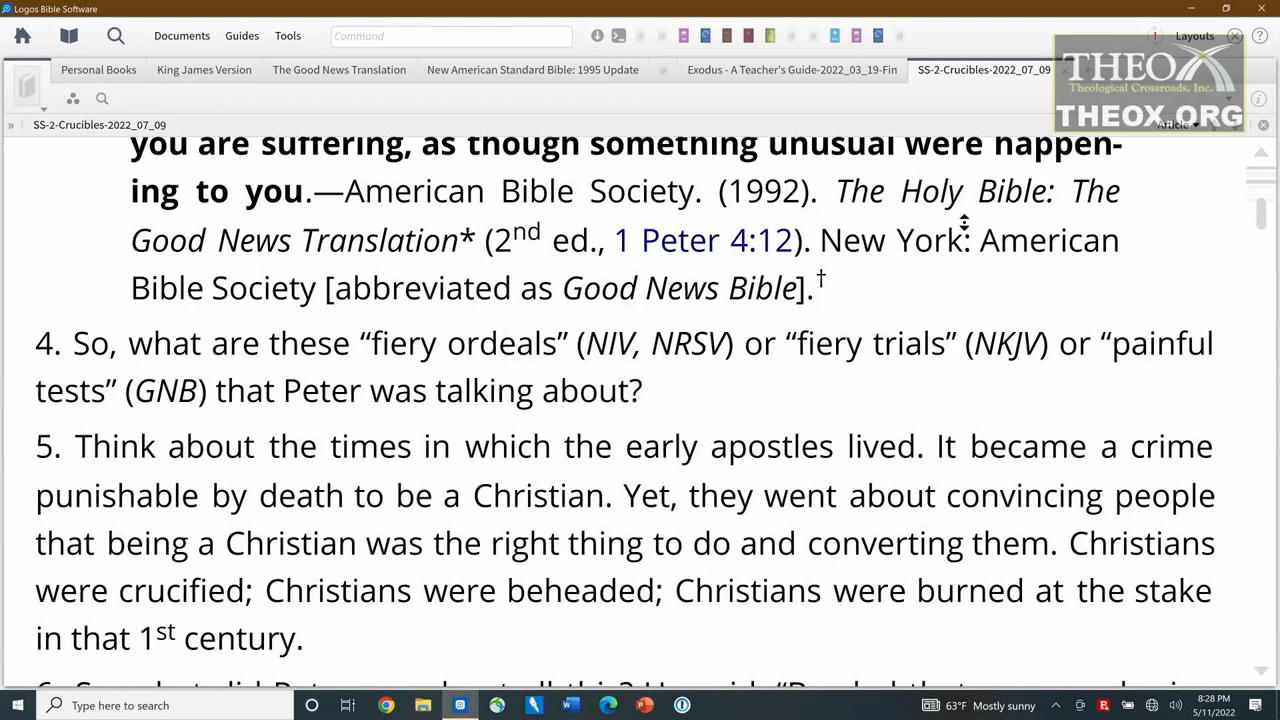 Logos Bible Software
Documents Guides Tools Command Layouts
Personal Books King James Version The Good News New American Standard Bible: 1995 Update Exodus - A Teacher's Guide-2022_03_19-Fin SS-2-Crucibles-2022_07_09
THEOX
Theological Crossroads, Inc.
THEOX.ORG
SS-2-Crucibles-2022_07_09 Article
you are suffering, as though something unusual were happen-
ing to you.—American Bible Society. (1992). The Holy Bible: The
Good News Translation* (2nd ed., 1 Peter 4:12). New York: American
Bible Society [abbreviated as Good News Bible].†
4. So, what are these “fiery ordeals” (NIV, NRSV) or “fiery trials” (NKJV) or “painful
tests” (GNB) that Peter was talking about?
5. Think about the times in which the early apostles lived. It became a crime
punishable by death to be a Christian. Yet, they went about convincing people
that being a Christian was the right thing to do and converting them. Christians
were crucified; Christians were beheaded; Christians were burned at the stake
in that 1st century.
Type here to search 63°F Mostly sunny 8:28 PM
5/11/2022